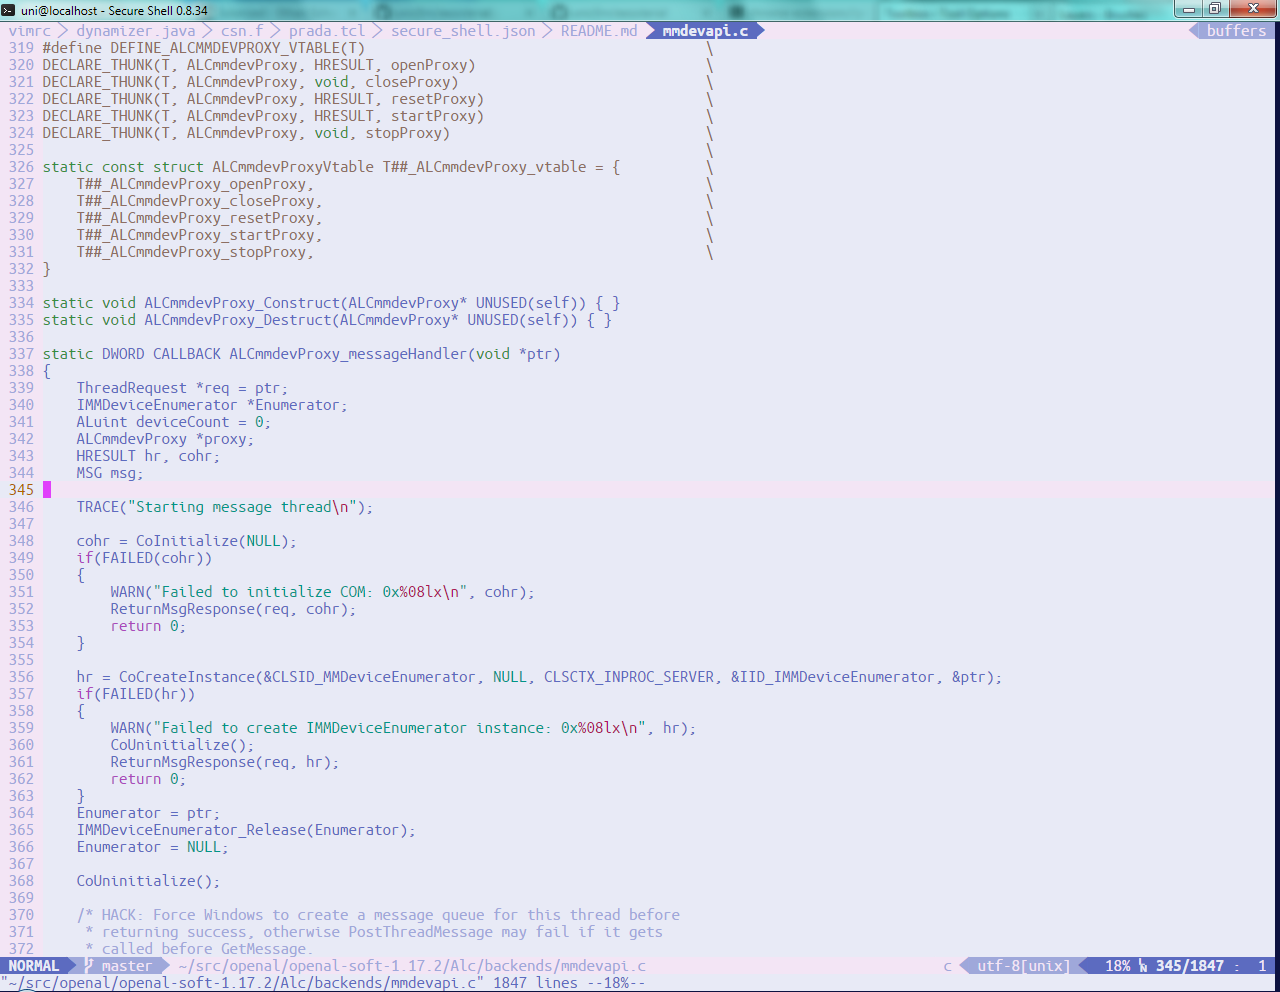 uni@localhost - Secure Shell 0.8.34
vimrc dynamizer.java csn.f prada.tcl secure_shell.json README.md mmdevapi.c buffers
319 #define DEFINE_ALCMMDEVPROXY_VTABLE(T) \
320 DECLARE_THUNK(T, ALCmmdevProxy, HRESULT, openProxy) \
321 DECLARE_THUNK(T, ALCmmdevProxy, void, closeProxy) \
322 DECLARE_THUNK(T, ALCmmdevProxy, HRESULT, resetProxy) \
323 DECLARE_THUNK(T, ALCmmdevProxy, HRESULT, startProxy) \
324 DECLARE_THUNK(T, ALCmmdevProxy, void, stopProxy) \
325 \
326 static const struct ALCmmdevProxyVtable T##_ALCmmdevProxy_vtable = { \
327     T##_ALCmmdevProxy_openProxy, \
328     T##_ALCmmdevProxy_closeProxy, \
329     T##_ALCmmdevProxy_resetProxy, \
330     T##_ALCmmdevProxy_startProxy, \
331     T##_ALCmmdevProxy_stopProxy, \
332 }
333
334 static void ALCmmdevProxy_Construct(ALCmmdevProxy* UNUSED(self)) { }
335 static void ALCmmdevProxy_Destruct(ALCmmdevProxy* UNUSED(self)) { }
336
337 static DWORD CALLBACK ALCmmdevProxy_messageHandler(void *ptr)
338 {
339     ThreadRequest *req = ptr;
340     IMMDeviceEnumerator *Enumerator;
341     ALuint deviceCount = 0;
342     ALCmmdevProxy *proxy;
343     HRESULT hr, cohr;
344     MSG msg;
345
346     TRACE("Starting message thread\n");
347
348     cohr = CoInitialize(NULL);
349     if(FAILED(cohr))
350     {
351         WARN("Failed to initialize COM: 0x%08lx\n", cohr);
352         ReturnMsgResponse(req, cohr);
353         return 0;
354     }
355
356     hr = CoCreateInstance(&CLSID_MMDeviceEnumerator, NULL, CLSCTX_INPROC_SERVER, &IID_IMMDeviceEnumerator, &ptr);
357     if(FAILED(hr))
358     {
359         WARN("Failed to create IMMDeviceEnumerator instance: 0x%08lx\n", hr);
360         CoUninitialize();
361         ReturnMsgResponse(req, hr);
362         return 0;
363     }
364     Enumerator = ptr;
365     IMMDeviceEnumerator_Release(Enumerator);
366     Enumerator = NULL;
367
368     CoUninitialize();
369
370     /* HACK: Force Windows to create a message queue for this thread before
371      * returning success, otherwise PostThreadMessage may fail if it gets
372      * called before GetMessage.
NORMAL master ~/src/openal/openal-soft-1.17.2/Alc/backends/mmdevapi.c c utf-8[unix] 18% LN 345/1847 : 1
"~/src/openal/openal-soft-1.17.2/Alc/backends/mmdevapi.c" 1847 lines --18%--